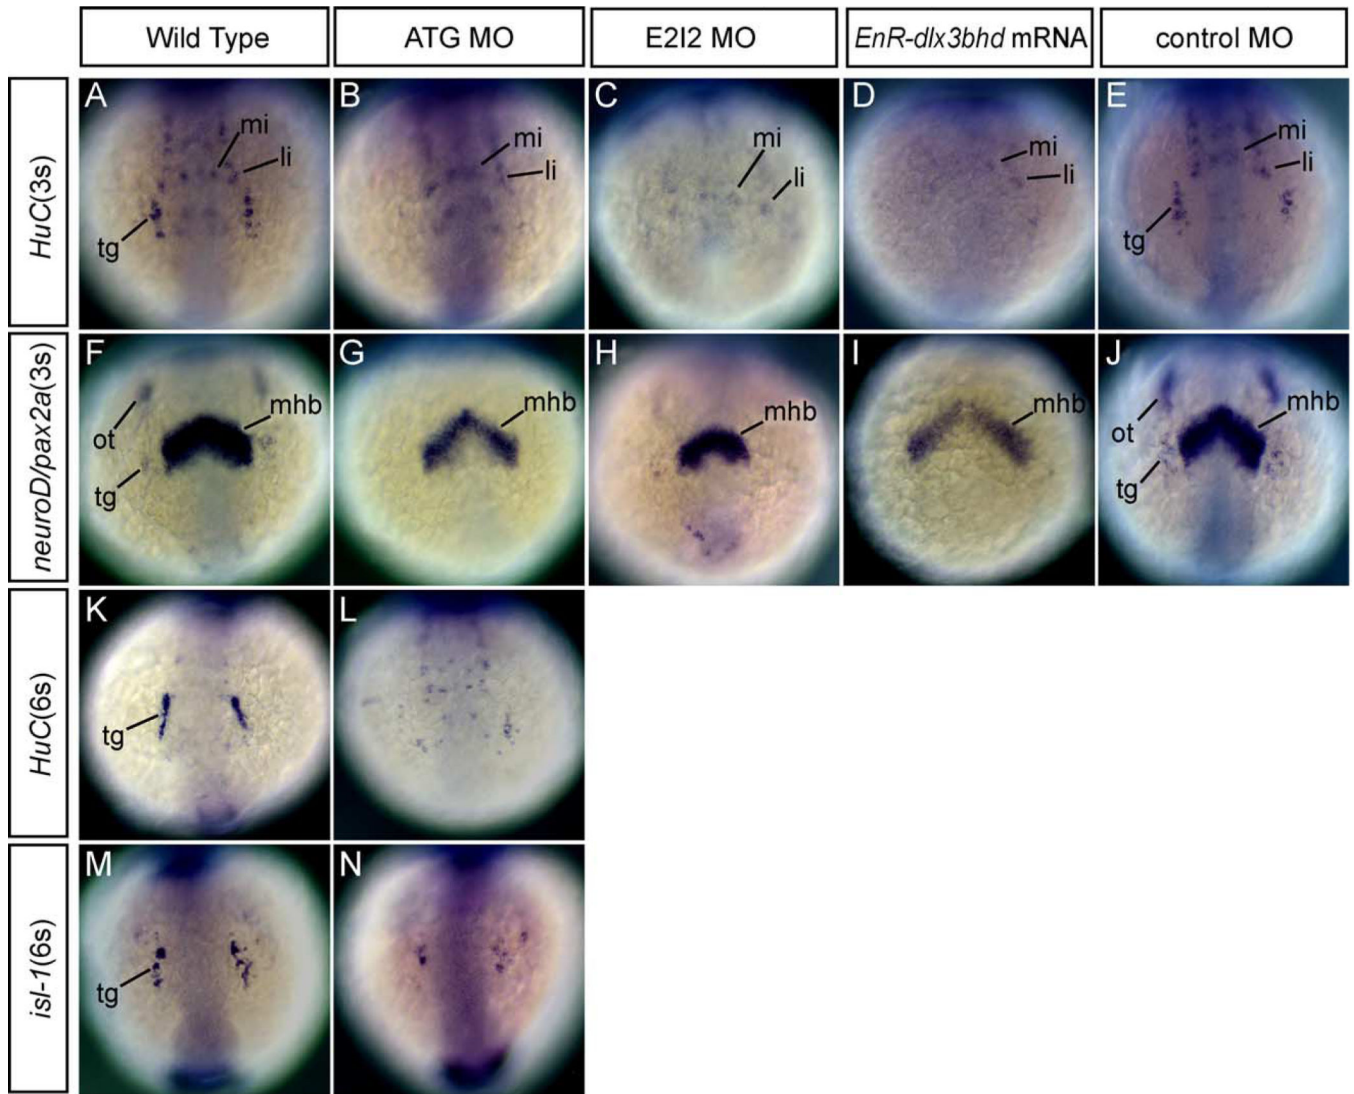 Wild Type
ATG MO
E2I2 MO
EnR-dlx3bhd mRNA
control MO
HuC(3s)
A
mi
li
tg
B
mi
li
C
mi
li
D
mi
li
E
mi
li
tg
neuroD/pax2a(3s)
F
mhb
ot
tg
G
mhb
H
mhb
I
mhb
J
mhb
ot
tg
HuC(6s)
K
tg
L
isl-1(6s)
M
tg
N